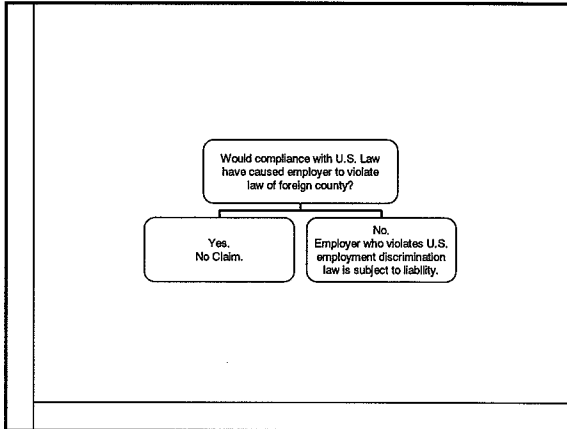 Would compliance with U.S. Law
have caused employer to violate
law of foreign county?
Yes.
No Claim.
No.
Employer who violates U.S.
employment discrimination
law is subject to liability.